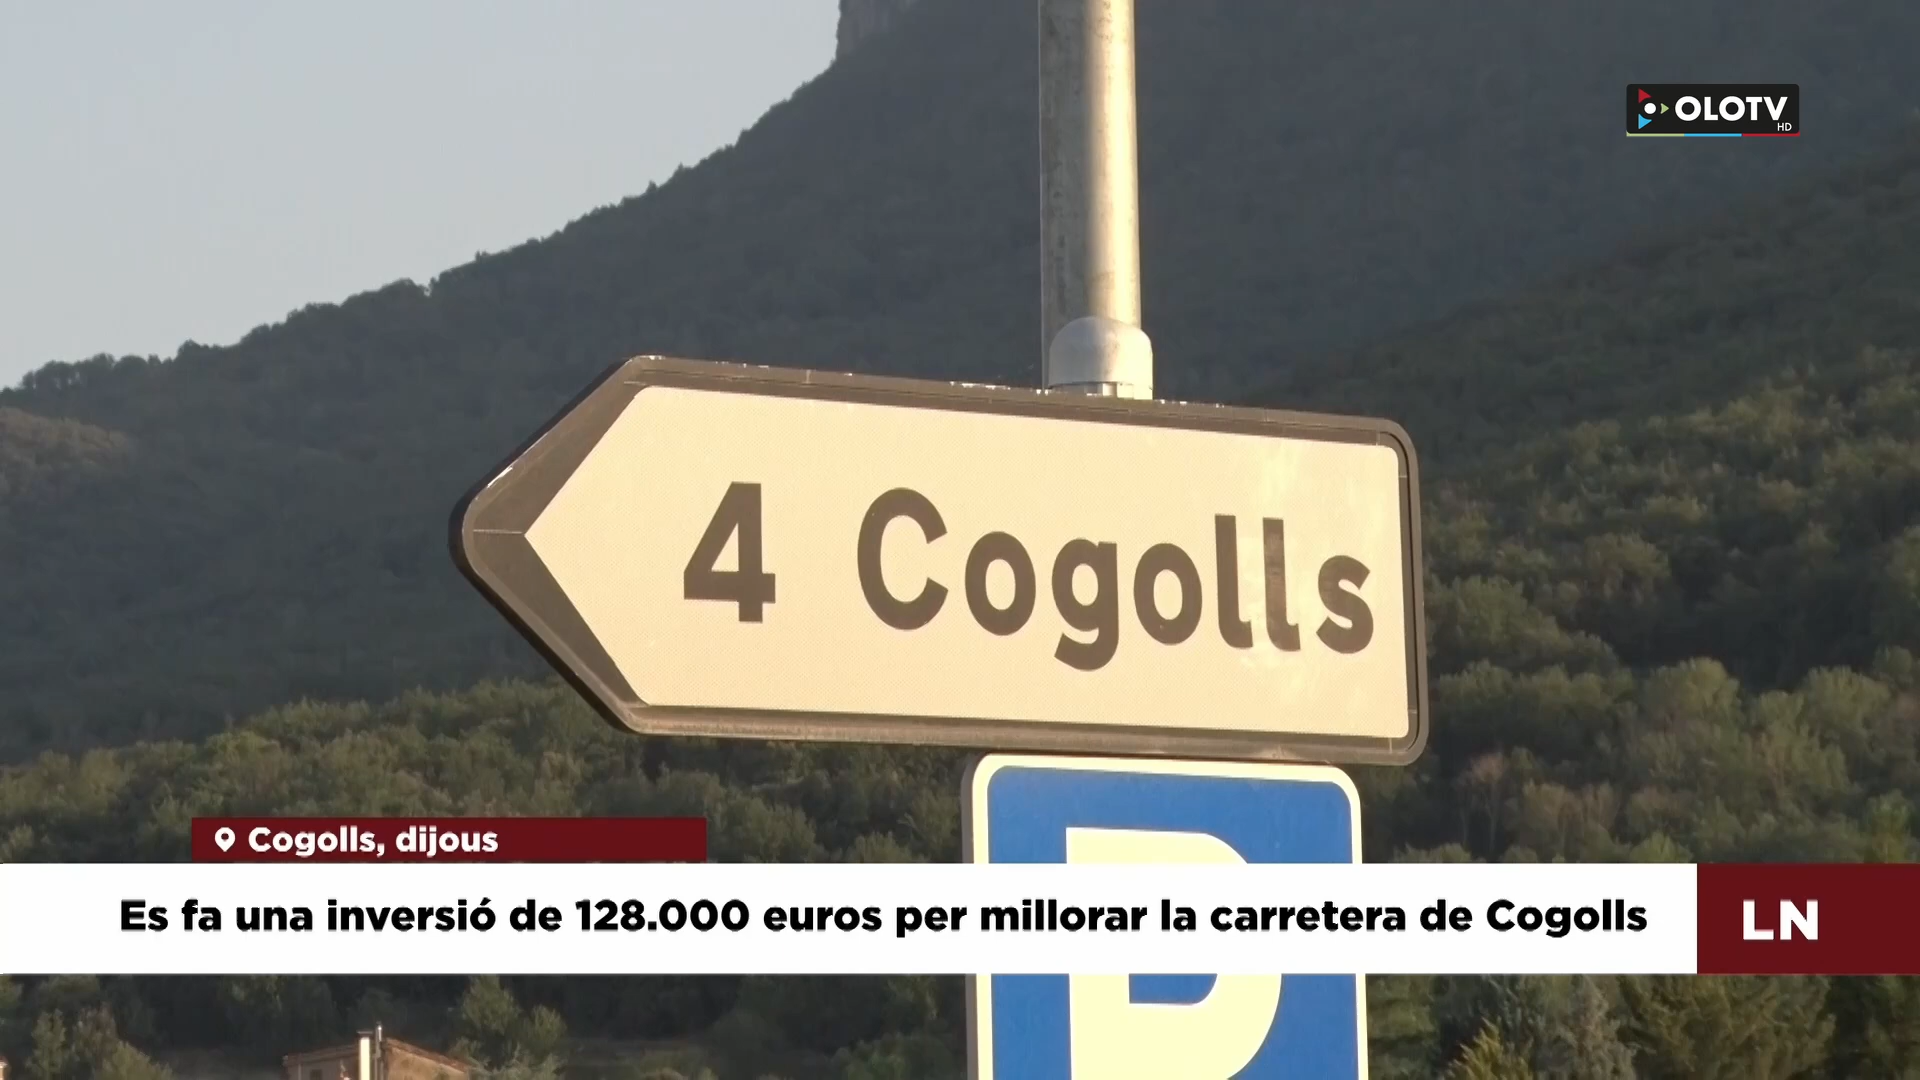 OLOTV
HD
4 Cogolls
P
Cogolls, dijous
Es fa una inversió de 128.000 euros per millorar la carretera de Cogolls
LN